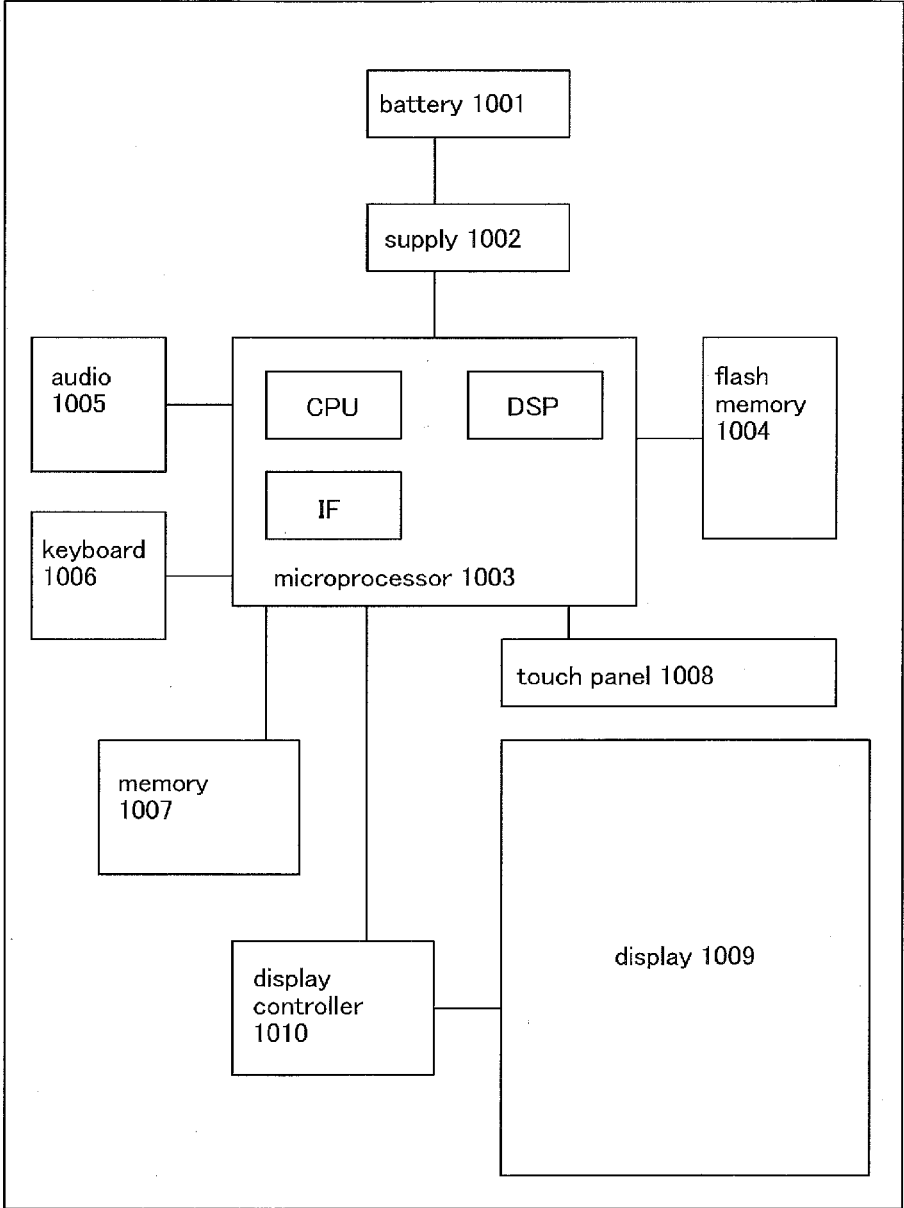 battery 1001
supply 1002
audio
1005
CPU
DSP
flash
memory
1004
IF
keyboard
1006
microprocessor 1003
touch panel 1008
memory
1007
display 1009
display
controller
1010